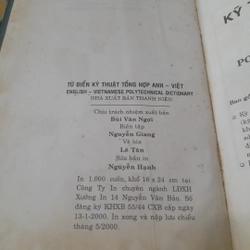 TỪ ĐIỂN KỸ THUẬT TỔNG HỢP ANH - VIỆT
ENGLISH - VIETNAMESE POLYTECHNICAL DICTIONARY
NHÀ XUẤT BẢN THANH NIÊN
Chịu trách nhiệm xuất bản
Bùi Văn Ngợi
Biên tập
Nguyễn Giang
Vẽ bìa
Lê Tân
Sửa bản in
Nguyễn Hạnh
In 1.000 cuốn, khổ 16 x 24 cm tại
Công Ty In chuyên ngành LĐXH
Xưởng In 14 Nguyễn Văn Bản. Số
đăng ký KHXB 55/44 CXB cấp ngày
13-1-2000. In xong và nộp lưu chiểu
tháng 5/2000.
KỸ
PO